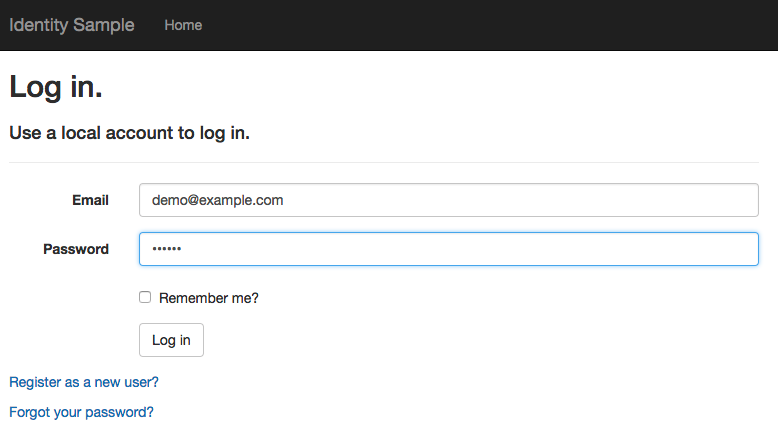 Identity Sample Home
Log in.
Use a local account to log in.
Email demo@example.com
Password ••••••
Remember me?
Log in
Register as a new user?
Forgot your password?